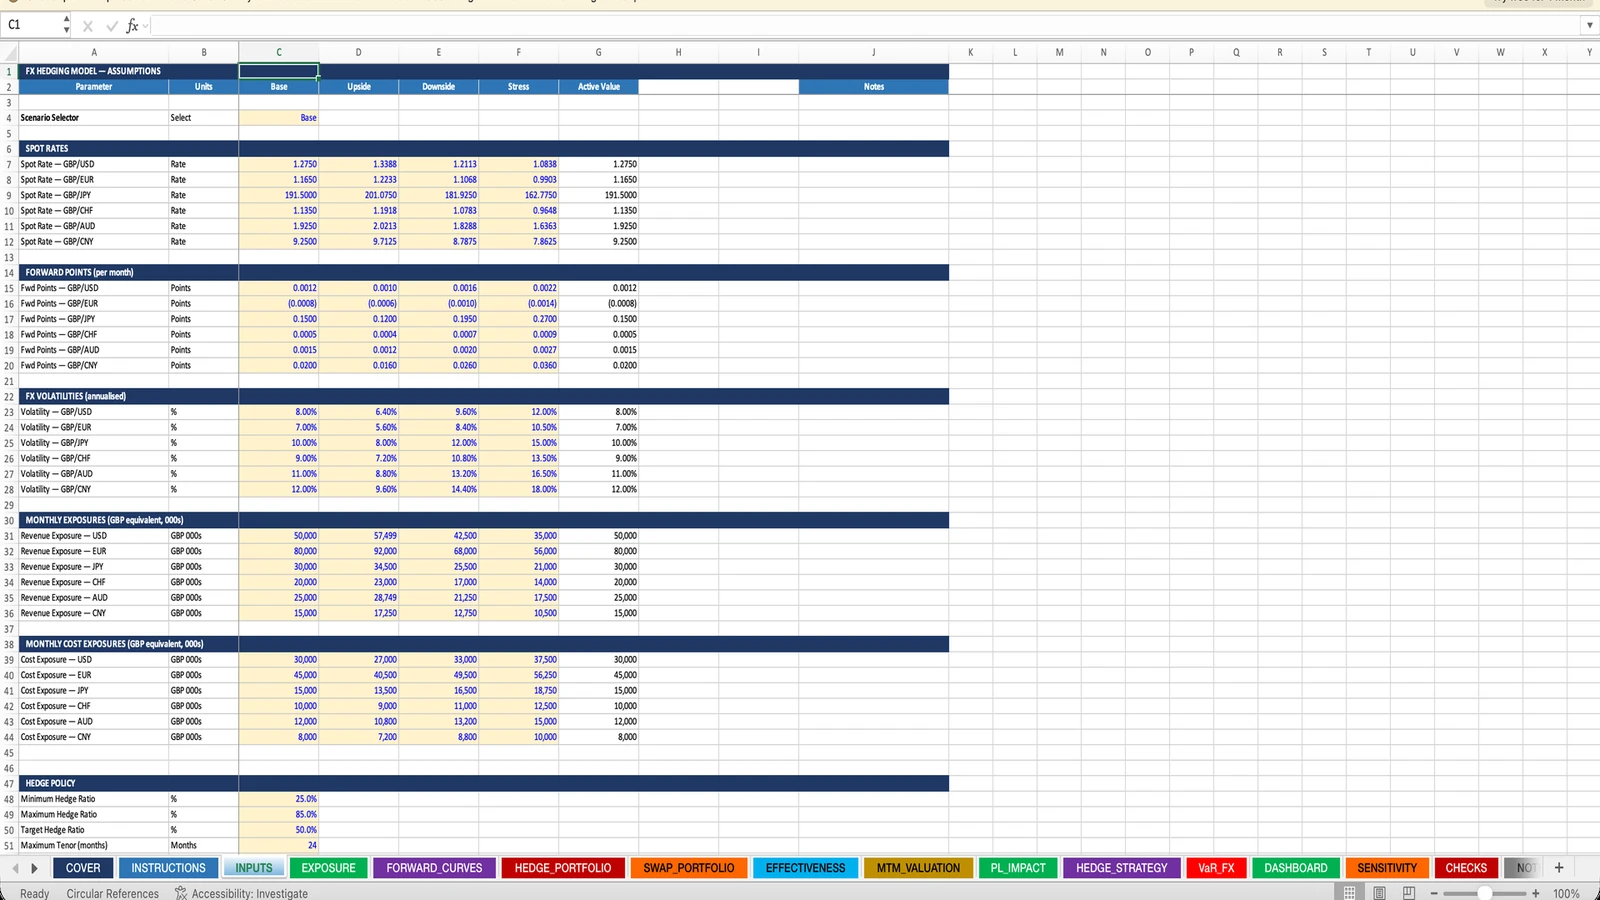 C1 fx
A B C D E F G H I J K L M N O P Q R S T U V W X Y
1 FX HEDGING MODEL — ASSUMPTIONS
2 Parameter Units Base Upside Downside Stress Active Value Notes
3
4 Scenario Selector Select Base
5
6 SPOT RATES
7 Spot Rate — GBP/USD Rate 1.2750 1.3388 1.2113 1.0838 1.2750
8 Spot Rate — GBP/EUR Rate 1.1650 1.2233 1.1068 0.9903 1.1650
9 Spot Rate — GBP/JPY Rate 191.5000 201.0750 181.9250 162.7750 191.5000
10 Spot Rate — GBP/CHF Rate 1.1350 1.1918 1.0783 0.9648 1.1350
11 Spot Rate — GBP/AUD Rate 1.9250 2.0213 1.8288 1.6363 1.9250
12 Spot Rate — GBP/CNY Rate 9.2500 9.7125 8.7875 7.8625 9.2500
13
14 FORWARD POINTS (per month)
15 Fwd Points — GBP/USD Points 0.0012 0.0010 0.0016 0.0022 0.0012
16 Fwd Points — GBP/EUR Points (0.0008) (0.0006) (0.0010) (0.0014) (0.0008)
17 Fwd Points — GBP/JPY Points 0.1500 0.1200 0.1950 0.2700 0.1500
18 Fwd Points — GBP/CHF Points 0.0005 0.0004 0.0007 0.0009 0.0005
19 Fwd Points — GBP/AUD Points 0.0015 0.0012 0.0020 0.0027 0.0015
20 Fwd Points — GBP/CNY Points 0.0200 0.0160 0.0260 0.0360 0.0200
21
22 FX VOLATILITIES (annualised)
23 Volatility — GBP/USD % 8.00% 6.40% 9.60% 12.00% 8.00%
24 Volatility — GBP/EUR % 7.00% 5.60% 8.40% 10.50% 7.00%
25 Volatility — GBP/JPY % 10.00% 8.00% 12.00% 15.00% 10.00%
26 Volatility — GBP/CHF % 9.00% 7.20% 10.80% 13.50% 9.00%
27 Volatility — GBP/AUD % 11.00% 8.80% 13.20% 16.50% 11.00%
28 Volatility — GBP/CNY % 12.00% 9.60% 14.40% 18.00% 12.00%
29
30 MONTHLY EXPOSURES (GBP equivalent, 000s)
31 Revenue Exposure — USD GBP 000s 50,000 57,499 42,500 35,000 50,000
32 Revenue Exposure — EUR GBP 000s 80,000 92,000 68,000 56,000 80,000
33 Revenue Exposure — JPY GBP 000s 30,000 34,500 25,500 21,000 30,000
34 Revenue Exposure — CHF GBP 000s 20,000 23,000 17,000 14,000 20,000
35 Revenue Exposure — AUD GBP 000s 25,000 28,749 21,250 17,500 25,000
36 Revenue Exposure — CNY GBP 000s 15,000 17,250 12,750 10,500 15,000
37
38 MONTHLY COST EXPOSURES (GBP equivalent, 000s)
39 Cost Exposure — USD GBP 000s 30,000 27,000 33,000 37,500 30,000
40 Cost Exposure — EUR GBP 000s 45,000 40,500 49,500 56,250 45,000
41 Cost Exposure — JPY GBP 000s 15,000 13,500 16,500 18,750 15,000
42 Cost Exposure — CHF GBP 000s 10,000 9,000 11,000 12,500 10,000
43 Cost Exposure — AUD GBP 000s 12,000 10,800 13,200 15,000 12,000
44 Cost Exposure — CNY GBP 000s 8,000 7,200 8,800 10,000 8,000
45
46
47 HEDGE POLICY
48 Minimum Hedge Ratio % 25.0%
49 Maximum Hedge Ratio % 85.0%
50 Target Hedge Ratio % 50.0%
51 Maximum Tenor (months) Months 24
COVER INSTRUCTIONS INPUTS EXPOSURE FORWARD_CURVES HEDGE_PORTFOLIO SWAP_PORTFOLIO EFFECTIVENESS MTM_VALUATION PL_IMPACT HEDGE_STRATEGY VaR_FX DASHBOARD SENSITIVITY CHECKS NOT +
Ready Circular References Accessibility: Investigate − + 100%